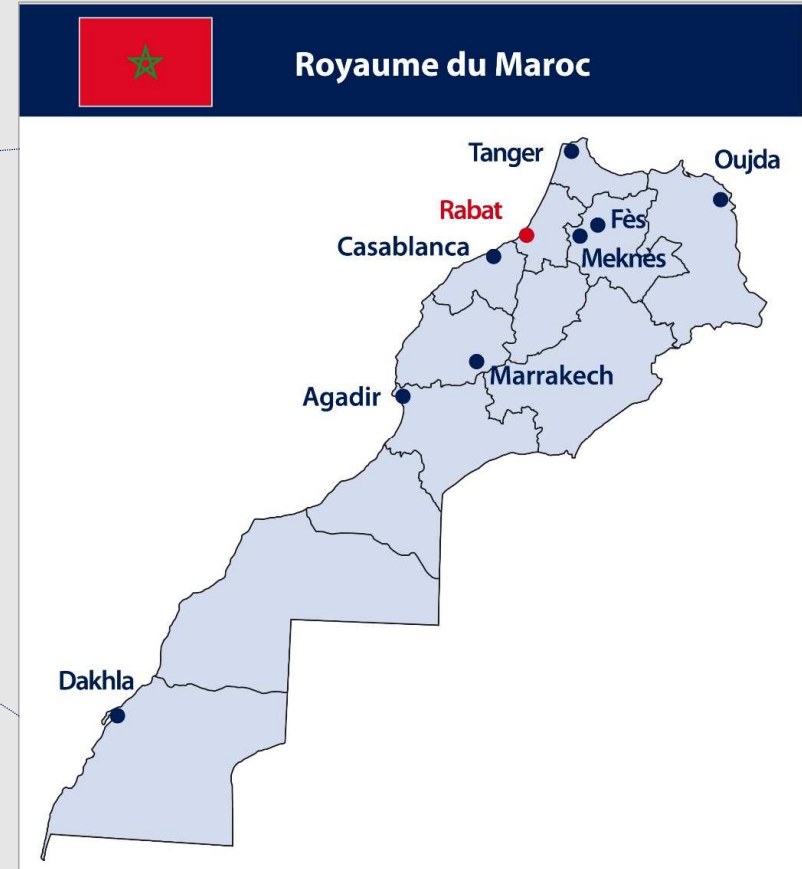 Royaume du Maroc
Tanger
Oujda
Rabat
Fès
Casablanca
Meknès
Marrakech
Agadir
Dakhla